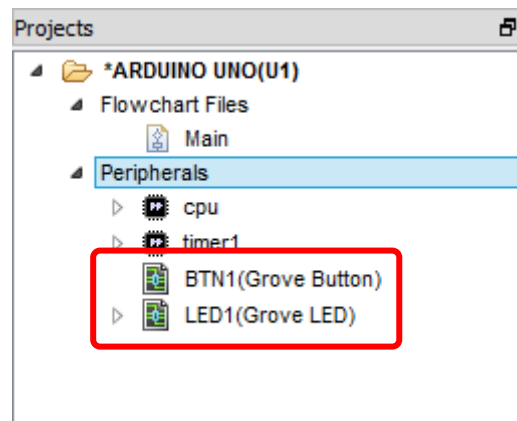 Projects
*ARDUINO UNO(U1)
Flowchart Files
Main
Peripherals
cpu
timer1
BTN1(Grove Button)
LED1(Grove LED)